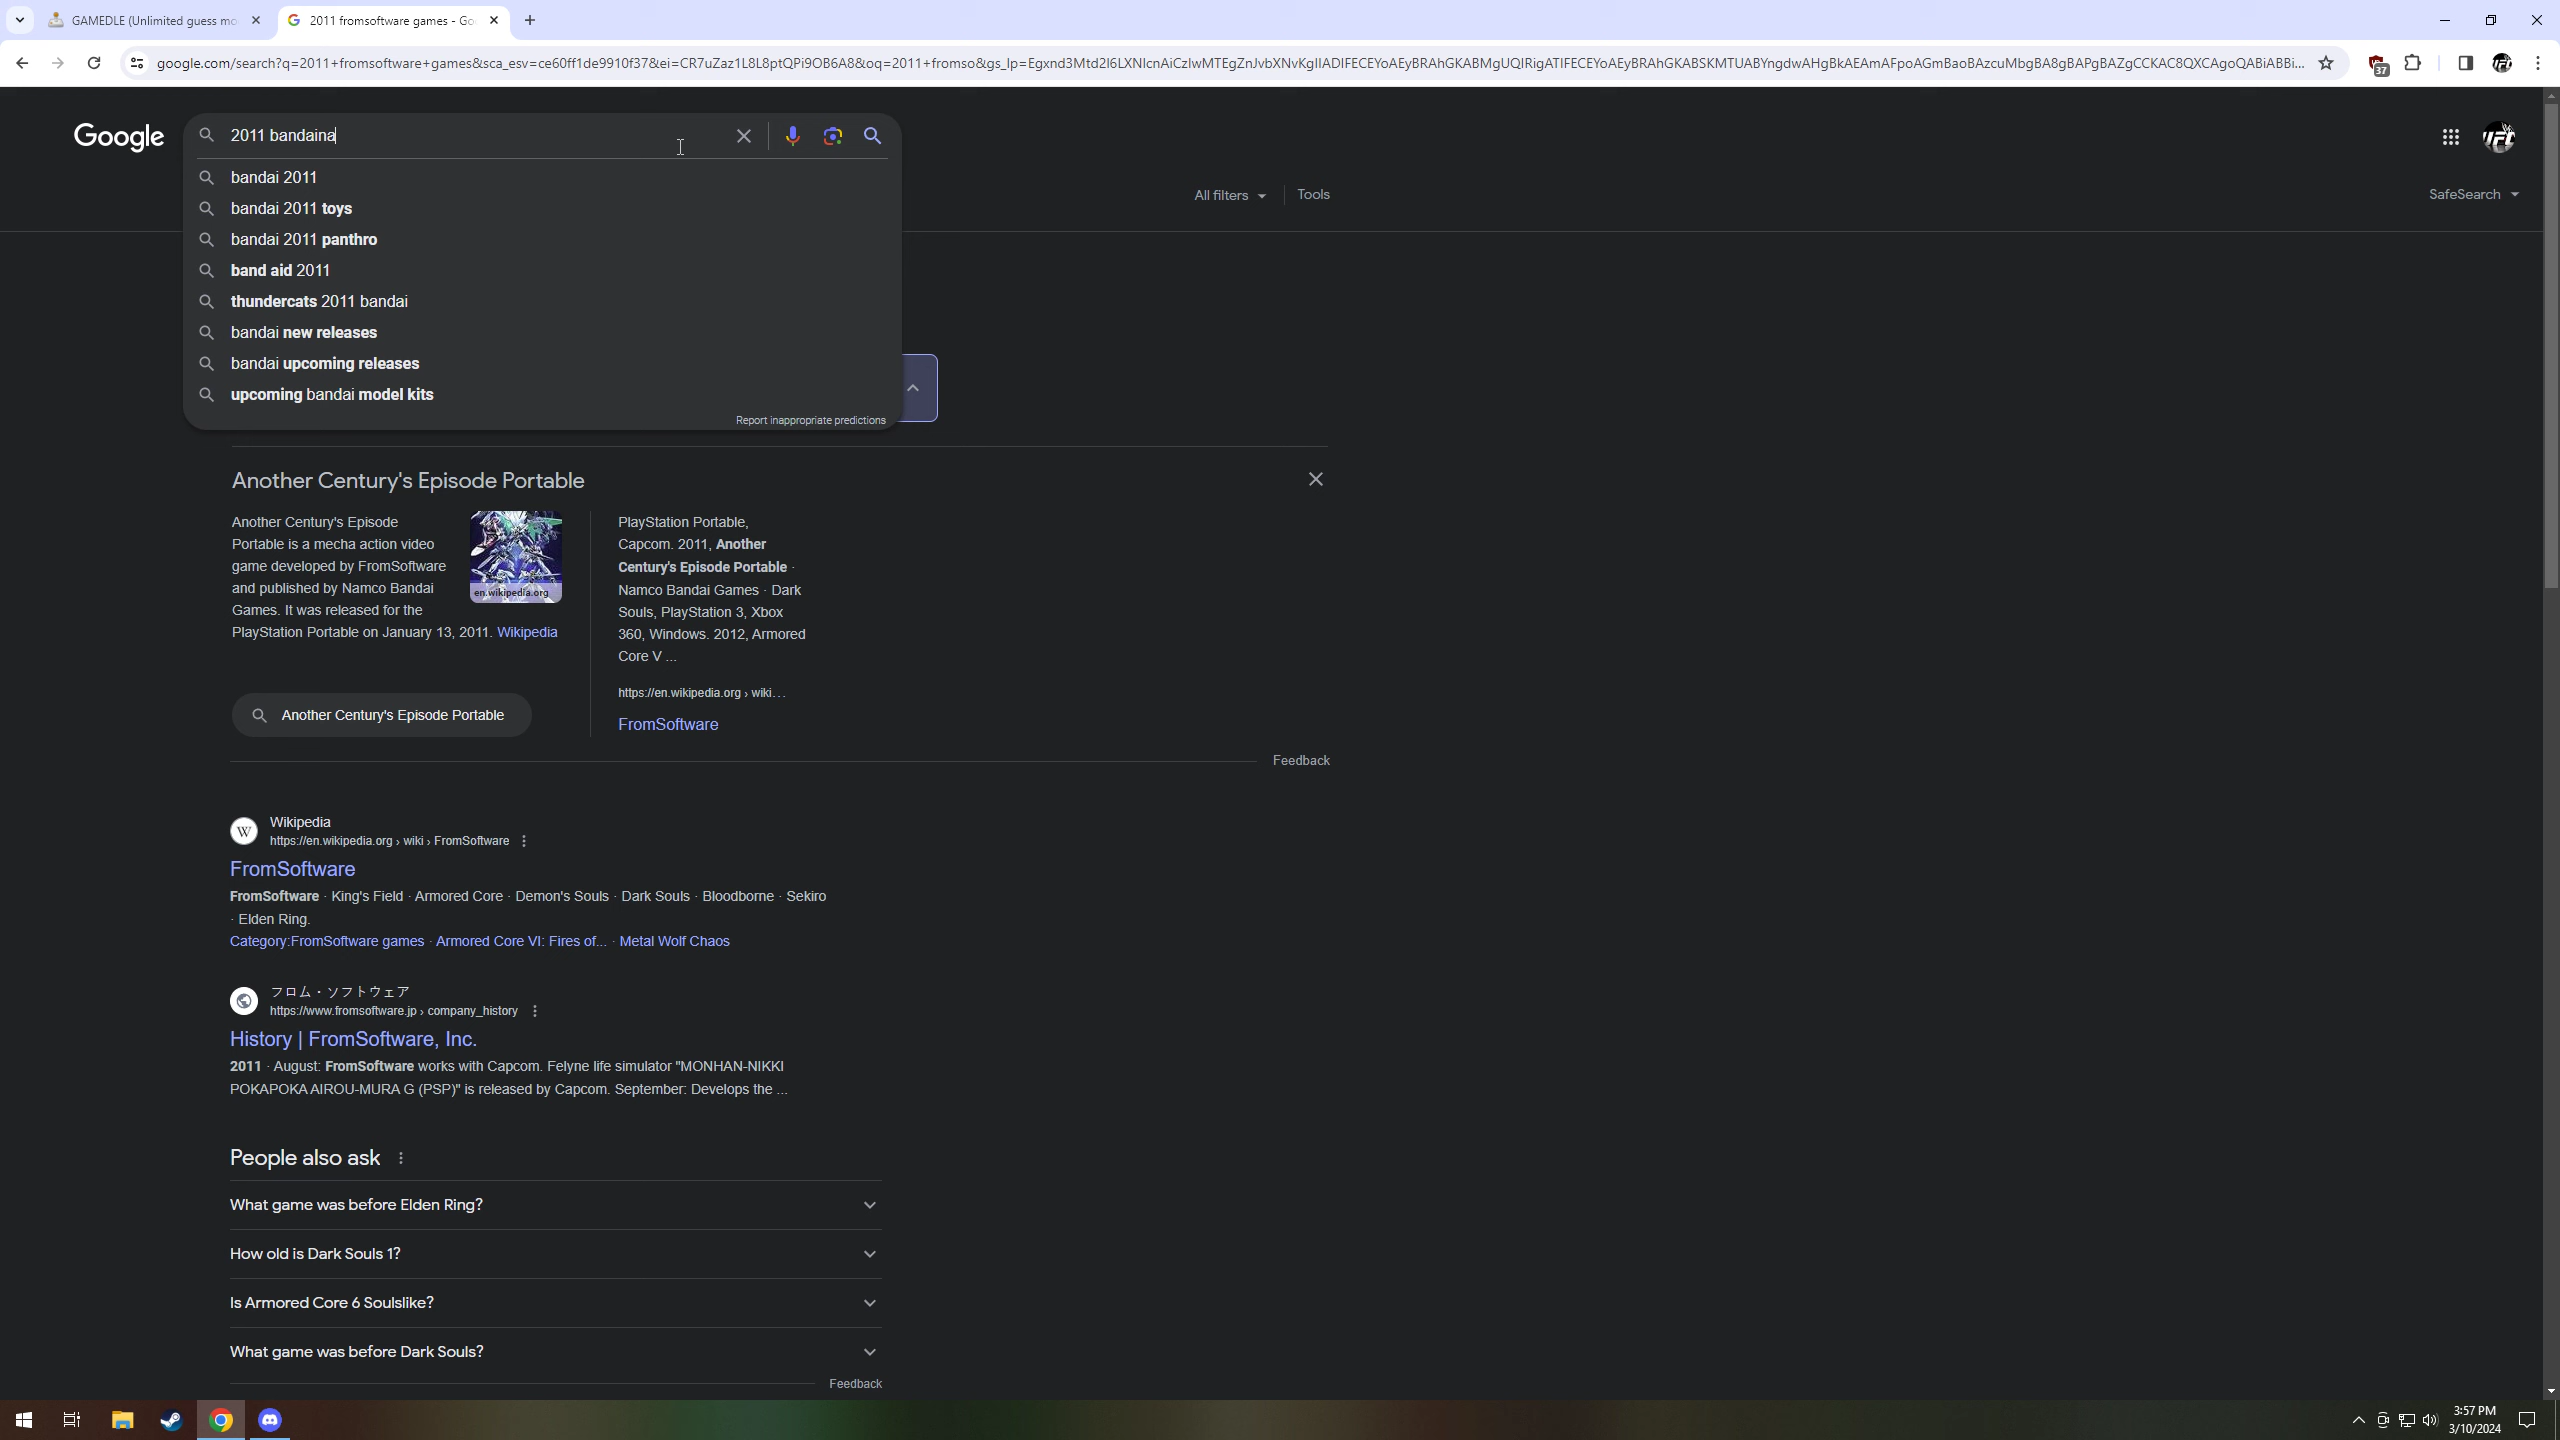 GAMEDLE (Unlimited guess mo
2011 fromsoftware games - Go
google.com/search?q=2011+fromsoftware+games&sca_esv=ce60ff1de9910f37&ei=CR7uZaz1L8L8ptQPi9OB6A8&oq=2011+fromso&gs_lp=Egxnd3Mtd2l6LXNlcnAiCzIwMTEgZnJvbXNvKgIIADIFECEYoAEyBRAhGKABMgUQIRigATIFECEYoAEyBRAhGKABSKMTUABYngdwAHgBkAEAmAFpoAGmBaoBAzcuMbgBA8gBAPgBAZgCCKAC8QXCAgoQABiABBi...
37
Google
2011 bandaina
bandai 2011
bandai 2011 toys
bandai 2011 panthro
band aid 2011
thundercats 2011 bandai
bandai new releases
bandai upcoming releases
upcoming bandai model kits
Report inappropriate predictions
All filters
Tools
SafeSearch
Another Century's Episode Portable
Another Century's Episode
Portable is a mecha action video
game developed by FromSoftware
and published by Namco Bandai
Games. It was released for the
PlayStation Portable on January 13, 2011. Wikipedia
en.wikipedia.org
Another Century's Episode Portable
PlayStation Portable,
Capcom. 2011, Another
Century's Episode Portable ·
Namco Bandai Games · Dark
Souls, PlayStation 3, Xbox
360, Windows. 2012, Armored
Core V ...
https://en.wikipedia.org › wiki...
FromSoftware
Feedback
W
Wikipedia
https://en.wikipedia.org › wiki › FromSoftware
FromSoftware
FromSoftware · King's Field · Armored Core · Demon's Souls · Dark Souls · Bloodborne · Sekiro
· Elden Ring.
Category:FromSoftware games · Armored Core VI: Fires of... · Metal Wolf Chaos
フロム・ソフトウェア
https://www.fromsoftware.jp › company_history
History | FromSoftware, Inc.
2011 · August: FromSoftware works with Capcom. Felyne life simulator "MONHAN-NIKKI
POKAPOKA AIROU-MURA G (PSP)" is released by Capcom. September: Develops the ...
People also ask
What game was before Elden Ring?
How old is Dark Souls 1?
Is Armored Core 6 Soulslike?
What game was before Dark Souls?
Feedback
3:57 PM
3/10/2024